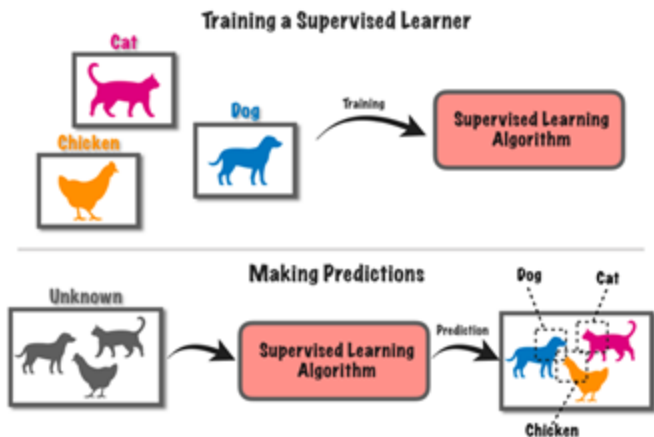 Training a Supervised Learner
Cat
Dog
Chicken
Training
Supervised Learning
Algorithm
Making Predictions
Unknown
Supervised Learning
Algorithm
Prediction
Dog
Cat
Chicken